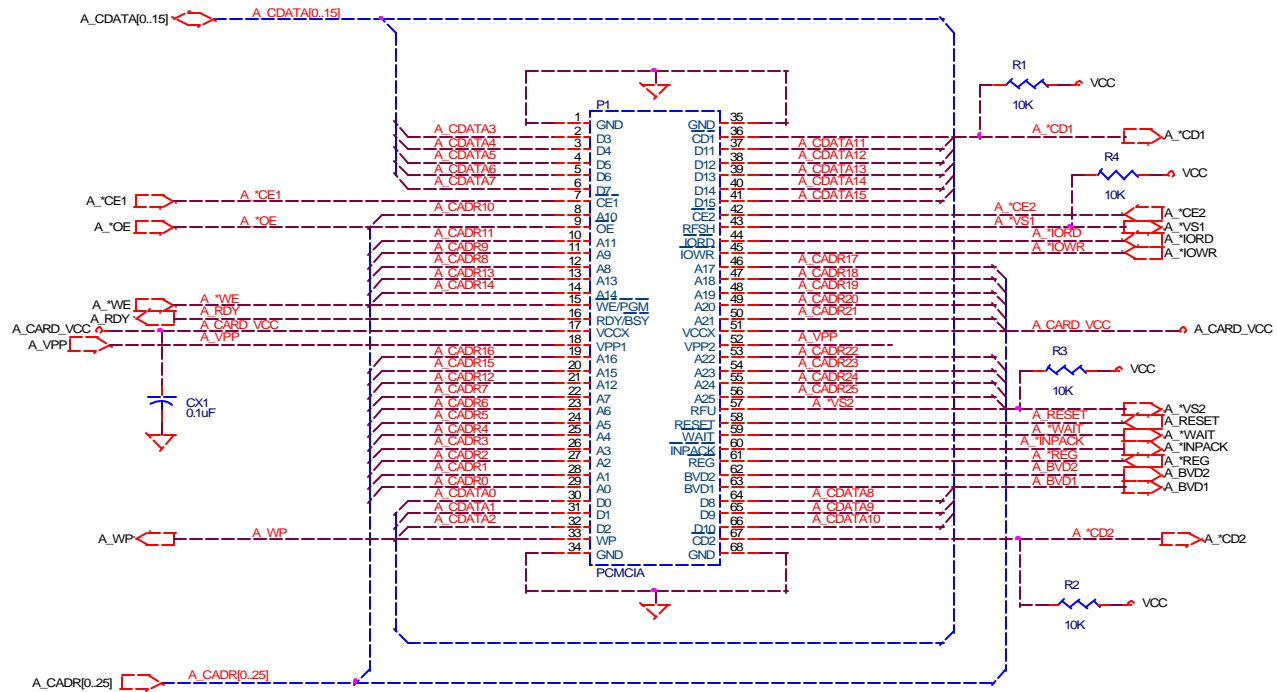 A_CDATA[0..15]
A_CDATA[0..15]
R1
VCC
10K
P1
1
GND
35
GND
A_CDATA3
2
D3
36
CD1
A_*CD1
A_*CD1
A_CDATA4
3
D4
37
D11
A_CDATA11
A_CDATA5
4
D5
38
D12
A_CDATA12
R4
A_CDATA6
5
D6
39
D13
A_CDATA13
VCC
A_CDATA7
6
D7
40
D14
A_CDATA14
10K
A_*CE1
A_*CE1
7
CE1
41
D15
A_CDATA15
A_CADR10
8
A10
42
CE2
A_*CE2
A_*CE2
A_*OE
A_*OE
9
OE
43
RFSH
A_*VS1
A_*VS1
A_CADR11
10
A11
44
IORD
A_*IORD
A_*IORD
A_CADR9
11
A9
45
IOWR
A_*IOWR
A_*IOWR
A_CADR8
12
A8
46
A17
A_CADR17
A_CADR13
13
A13
47
A18
A_CADR18
A_CADR14
14
A14
48
A19
A_CADR19
A_*WE
A_*WE
15
WE/PGM
49
A20
A_CADR20
A_RDY
A_RDY
16
RDY/BSY
50
A21
A_CADR21
A_CARD_VCC
A_CARD_VCC
17
VCCX
51
VCCX
A_CARD_VCC
A_CARD_VCC
A_VPP
A_VPP
18
VPP1
52
VPP2
A_VPP
A_CADR16
19
A16
53
A22
A_CADR22
R3
A_CADR15
20
A15
54
A23
A_CADR23
VCC
A_CADR12
21
A12
55
A24
A_CADR24
10K
A_CADR7
22
A7
56
A25
A_CADR25
CX1
0.1uF
A_CADR6
23
A6
57
RFU
A_*VS2
A_*VS2
A_CADR5
24
A5
58
RESET
A_RESET
A_RESET
A_CADR4
25
A4
59
WAIT
A_*WAIT
A_*WAIT
A_CADR3
26
A3
60
INPACK
A_*INPACK
A_*INPACK
A_CADR2
27
A2
61
REG
A_*REG
A_*REG
A_CADR1
28
A1
62
BVD2
A_BVD2
A_BVD2
A_CADR0
29
A0
63
BVD1
A_BVD1
A_BVD1
A_CDATA0
30
D0
64
D8
A_CDATA8
A_CDATA1
31
D1
65
D9
A_CDATA9
A_CDATA2
32
D2
66
D10
A_CDATA10
A_WP
A_WP
33
WP
67
CD2
A_*CD2
A_*CD2
34
GND
68
GND
PCMCIA
R2
VCC
10K
A_CADR[0..25]
A_CADR[0..25]